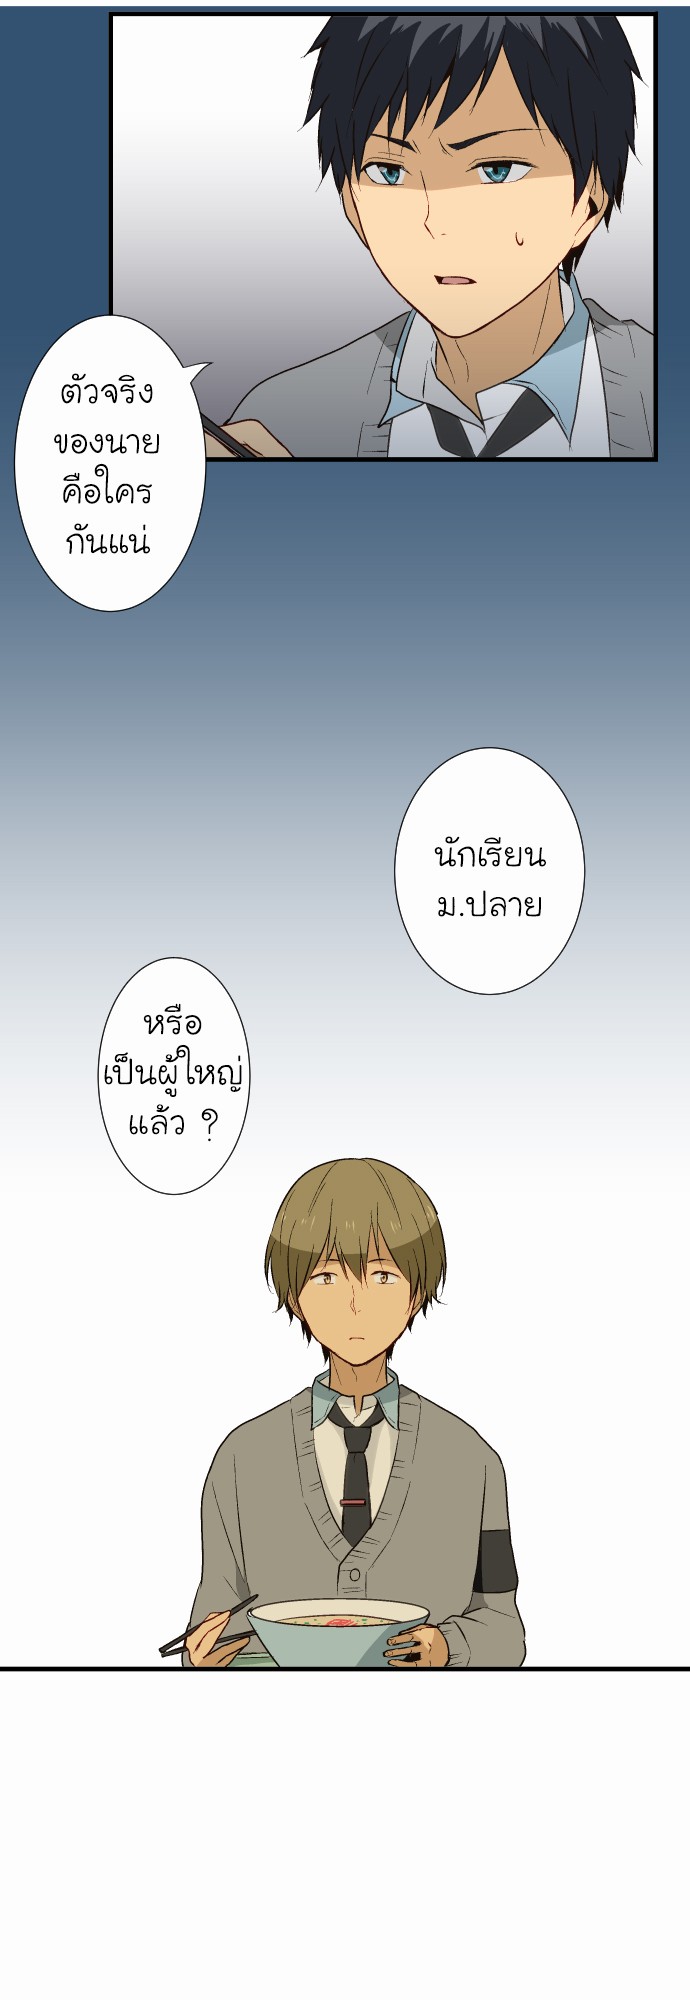 ตัวจริง
ของนาย
คือใคร
กันแน่
นักเรียน
ม.ปลาย
หรือ
เป็นผู้ใหญ่
แล้ว ?